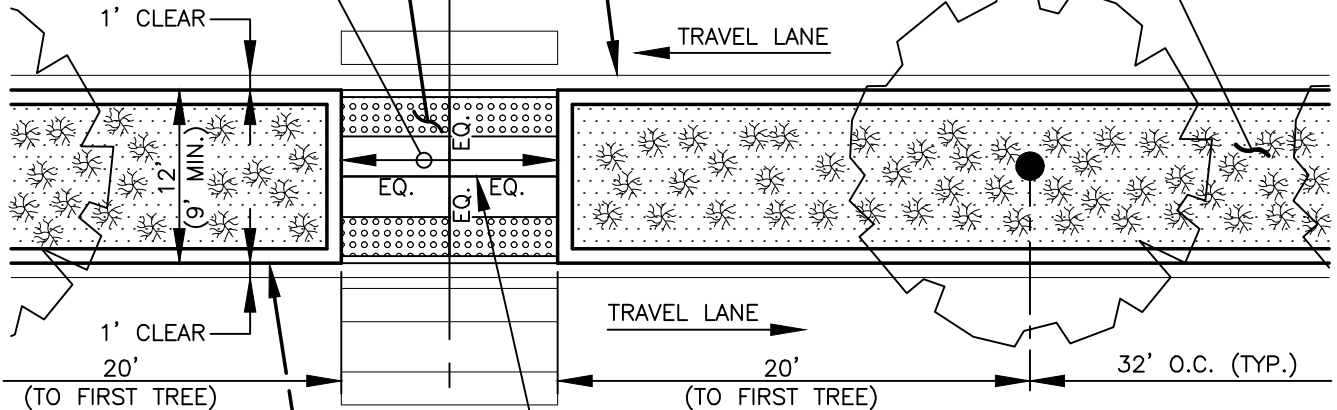 1' CLEAR
TRAVEL LANE
12'
(9' MIN.)
EQ.
EQ.
EQ.
EQ.
1' CLEAR
TRAVEL LANE
20'
(TO FIRST TREE)
20'
(TO FIRST TREE)
32' O.C. (TYP.)